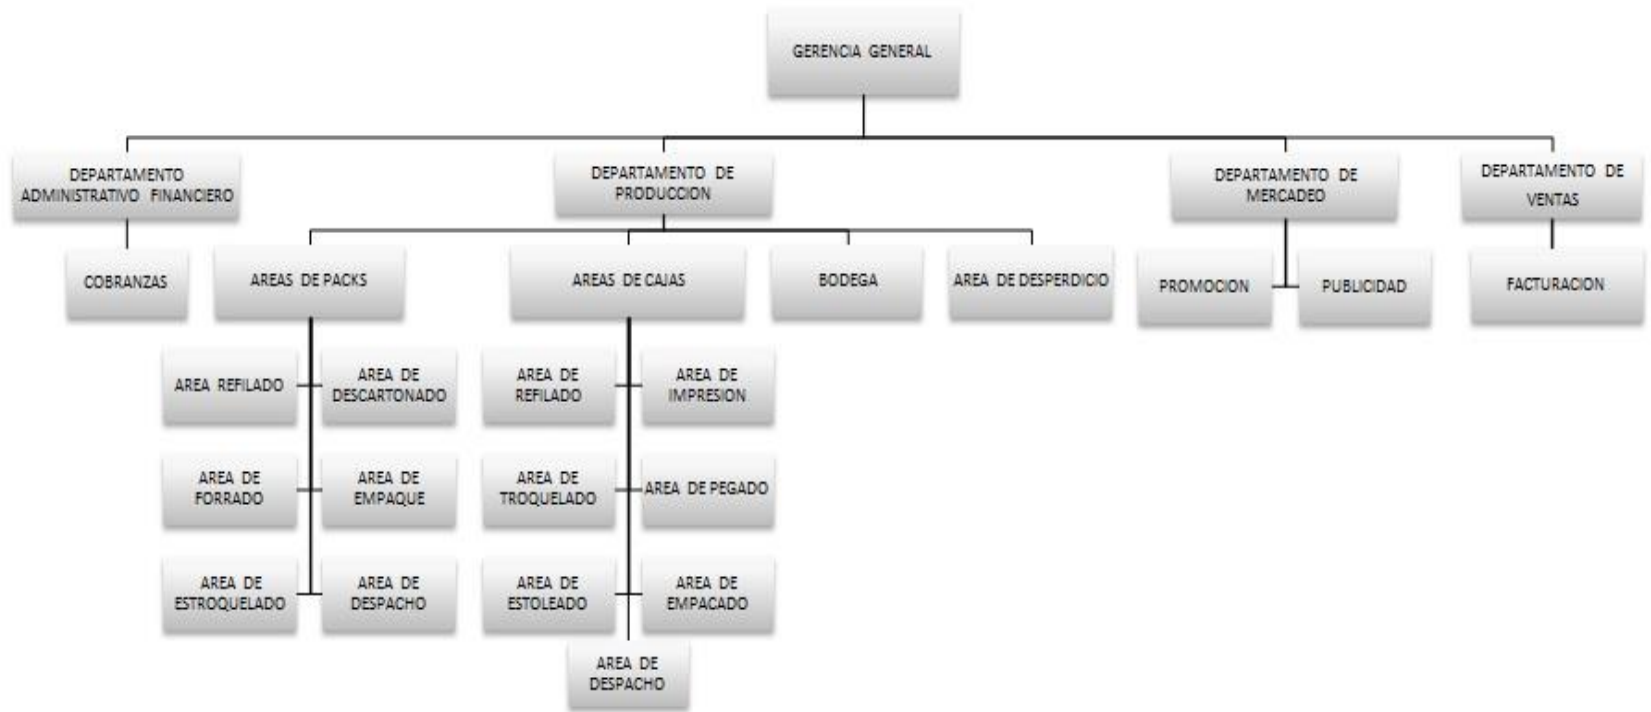 GERENCIA GENERAL
DEPARTAMENTO
ADMINISTRATIVO FINANCIERO
DEPARTAMENTO DE
PRODUCCION
DEPARTAMENTO DE
MERCADEO
DEPARTAMENTO DE
VENTAS
COBRANZAS
AREAS DE PACKS
AREAS DE CAJAS
BODEGA
AREA DE DESPERDICIO
PROMOCION
PUBLICIDAD
FACTURACION
AREA REFILADO
AREA DE
DESCARTONADO
AREA DE
REFILADO
AREA DE
IMPRESION
AREA DE
FORRADO
AREA DE
EMPAQUE
AREA DE
TROQUELADO
AREA DE PEGADO
AREA DE
ESTROQUELADO
AREA DE
DESPACHO
AREA DE
ESTOLEADO
AREA DE
EMPACADO
AREA DE
DESPACHO